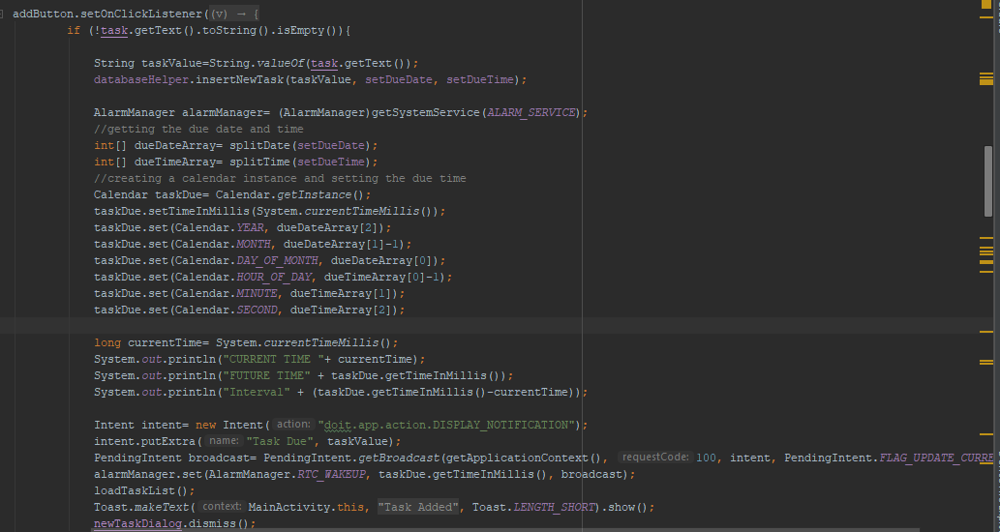 addButton.setOnClickListener((v) → {
if (!task.getText().toString().isEmpty()){
String taskValue=String.valueOf(task.getText());
databaseHelper.insertNewTask(taskValue, setDueDate, setDueTime);
AlarmManager alarmManager= (AlarmManager)getSystemService(ALARM_SERVICE);
//getting the due date and time
int[] dueDateArray= splitDate(setDueDate);
int[] dueTimeArray= splitTime(setDueTime);
//creating a calendar instance and setting the due time
Calendar taskDue= Calendar.getInstance();
taskDue.setTimeInMillis(System.currentTimeMillis());
taskDue.set(Calendar.YEAR, dueDateArray[2]);
taskDue.set(Calendar.MONTH, dueDateArray[1]-1);
taskDue.set(Calendar.DAY_OF_MONTH, dueDateArray[0]);
taskDue.set(Calendar.HOUR_OF_DAY, dueTimeArray[0]-1);
taskDue.set(Calendar.MINUTE, dueTimeArray[1]);
taskDue.set(Calendar.SECOND, dueTimeArray[2]);
long currentTime= System.currentTimeMillis();
System.out.println("CURRENT TIME "+ currentTime);
System.out.println("FUTURE TIME" + taskDue.getTimeInMillis());
System.out.println("Interval" + (taskDue.getTimeInMillis()-currentTime));
Intent intent= new Intent( action: "doit.app.action.DISPLAY_NOTIFICATION");
intent.putExtra( name: "Task Due", taskValue);
PendingIntent broadcast= PendingIntent.getBroadcast(getApplicationContext(), requestCode: 100, intent, PendingIntent.FLAG_UPDATE_CURRE
alarmManager.set(AlarmManager.RTC_WAKEUP, taskDue.getTimeInMillis(), broadcast);
loadTaskList();
Toast.makeText( context: MainActivity.this, "Task Added", Toast.LENGTH_SHORT).show();
newTaskDialog.dismiss();